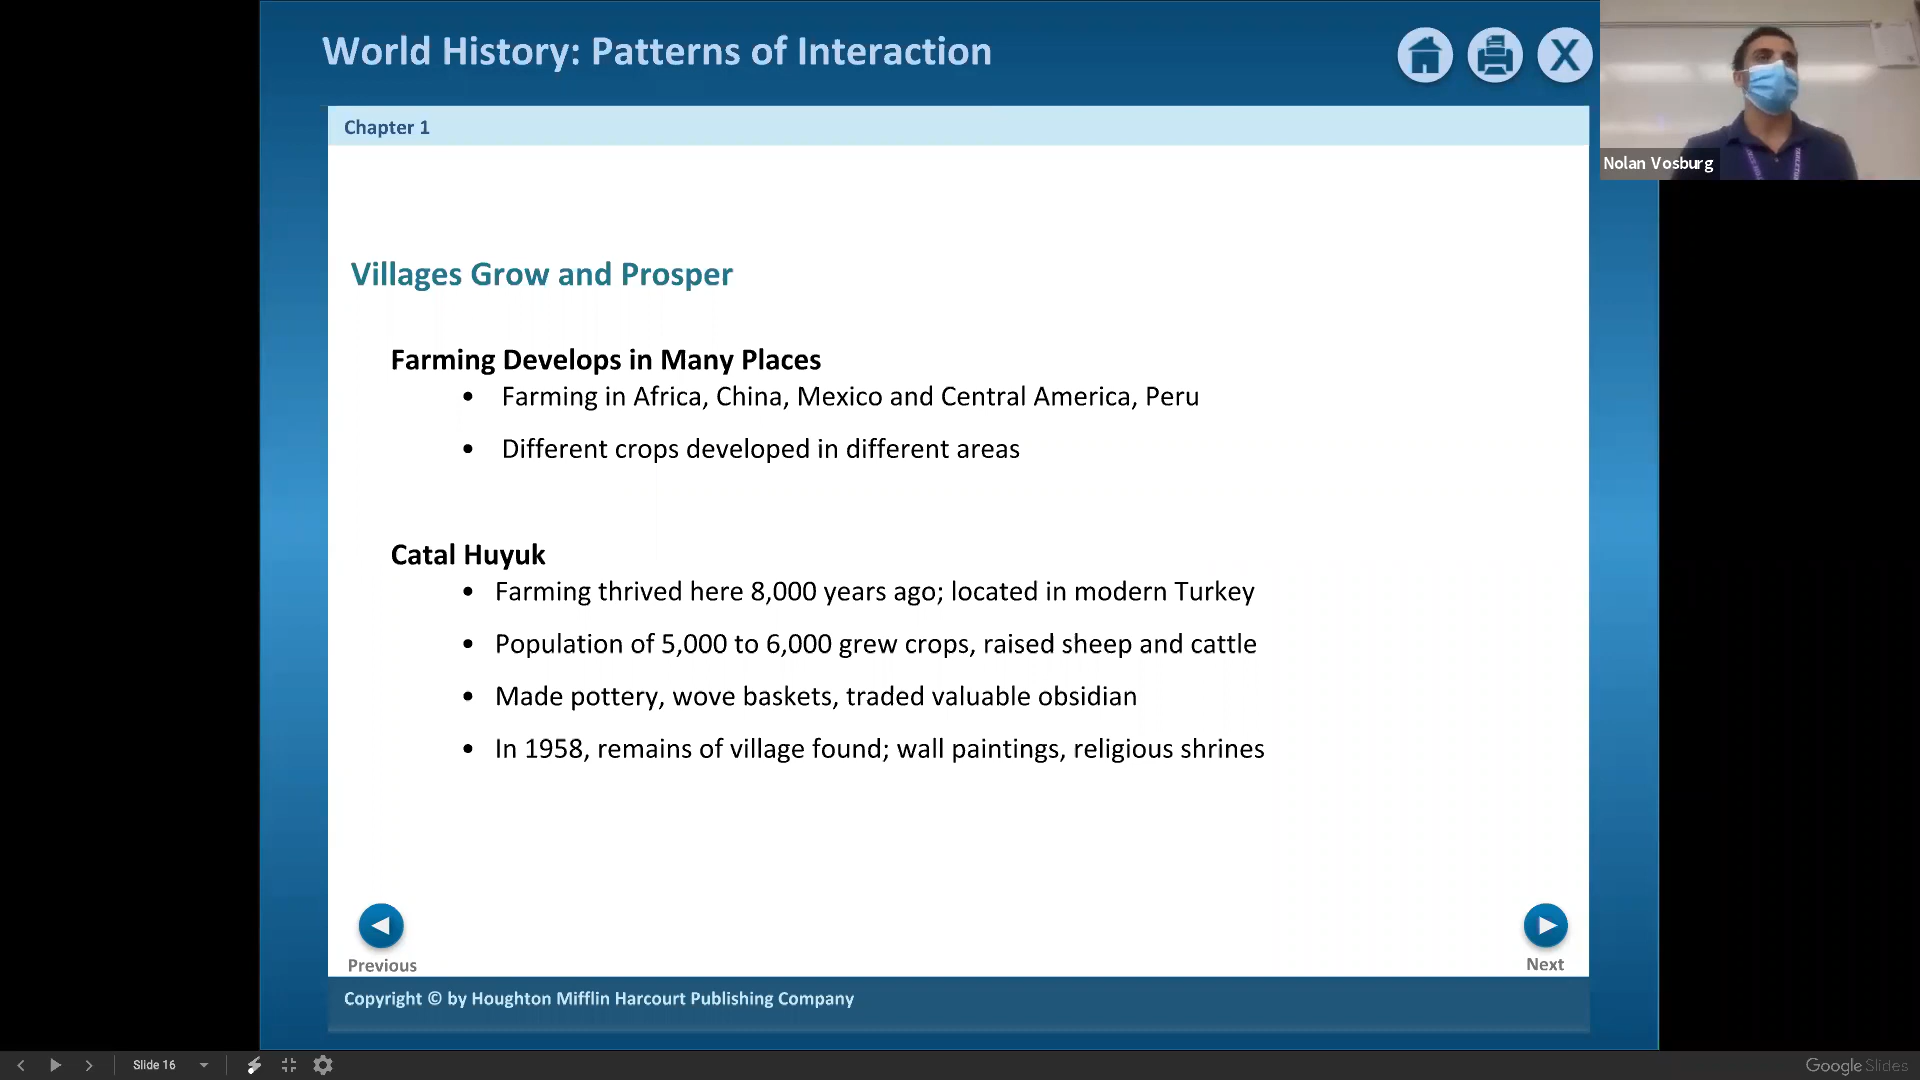 World History: Patterns of Interaction
X
Chapter 1
Nolan Vosburg
Villages Grow and Prosper
Farming Develops in Many Places
• Farming in Africa, China, Mexico and Central America, Peru
• Different crops developed in different areas
Catal Huyuk
• Farming thrived here 8,000 years ago; located in modern Turkey
• Population of 5,000 to 6,000 grew crops, raised sheep and cattle
• Made pottery, wove baskets, traded valuable obsidian
• In 1958, remains of village found; wall paintings, religious shrines
Previous
Next
Copyright © by Houghton Mifflin Harcourt Publishing Company
Slide 16
Google Slides